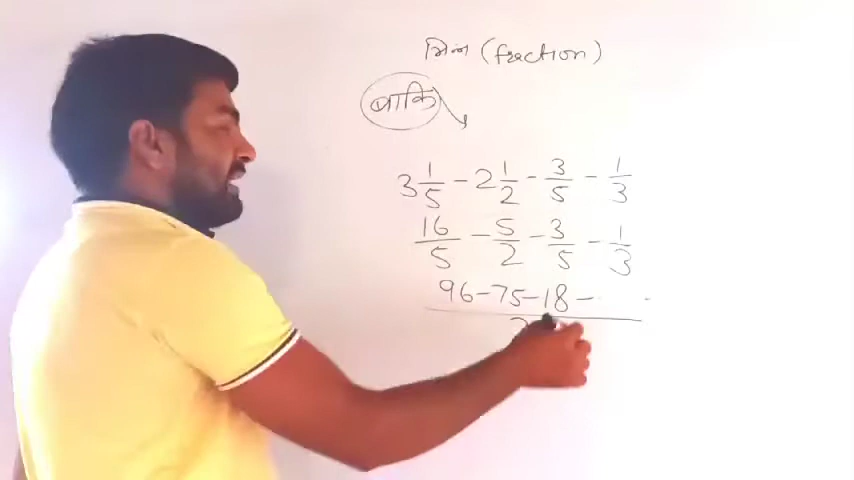 भिन्न (fraction)
बाकि
3 1/5 - 2 1/2 - 3/5 - 1/3
16/5 - 5/2 - 3/5 - 1/3
96-75-18-